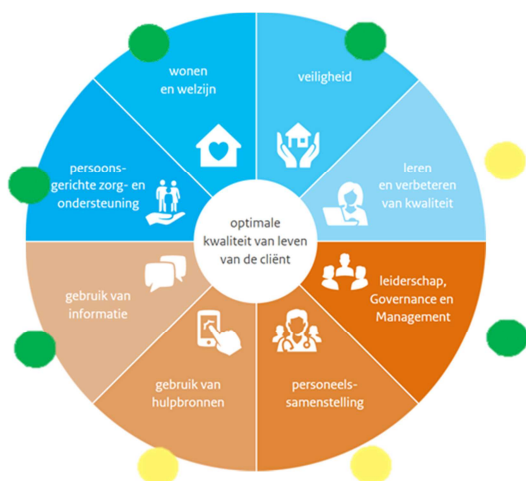 wonen
en welzijn
veiligheid
persoons-
gerichte zorg- en
ondersteuning
leren
en verbeteren
van kwaliteit
optimale
kwaliteit van leven
van de cliënt
gebruik van
informatie
leiderschap,
Governance en
Management
gebruik van
hulpbronnen
personeels-
samenstelling